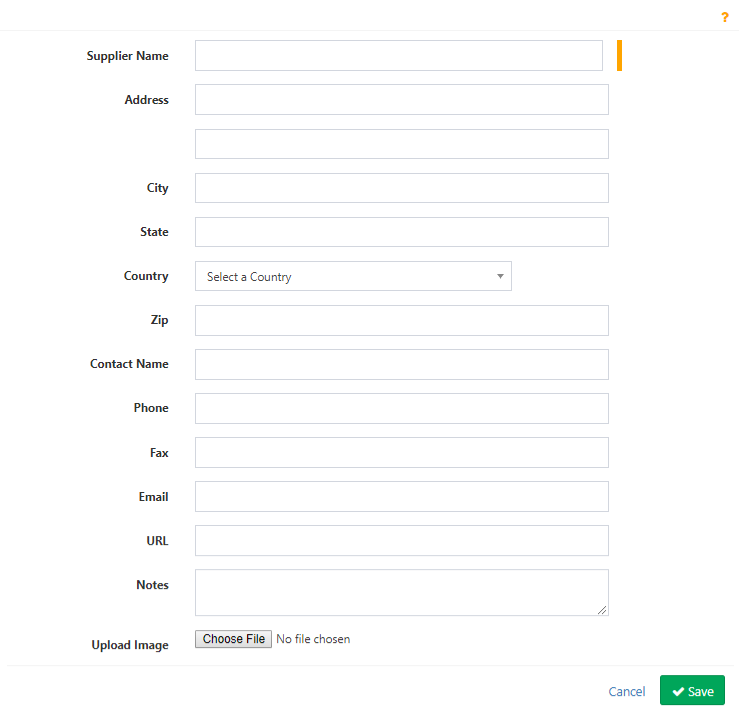 ?
Supplier Name
Address
City
State
Country Select a Country
Zip
Contact Name
Phone
Fax
Email
URL
Notes
Upload Image Choose File No file chosen
Cancel Save